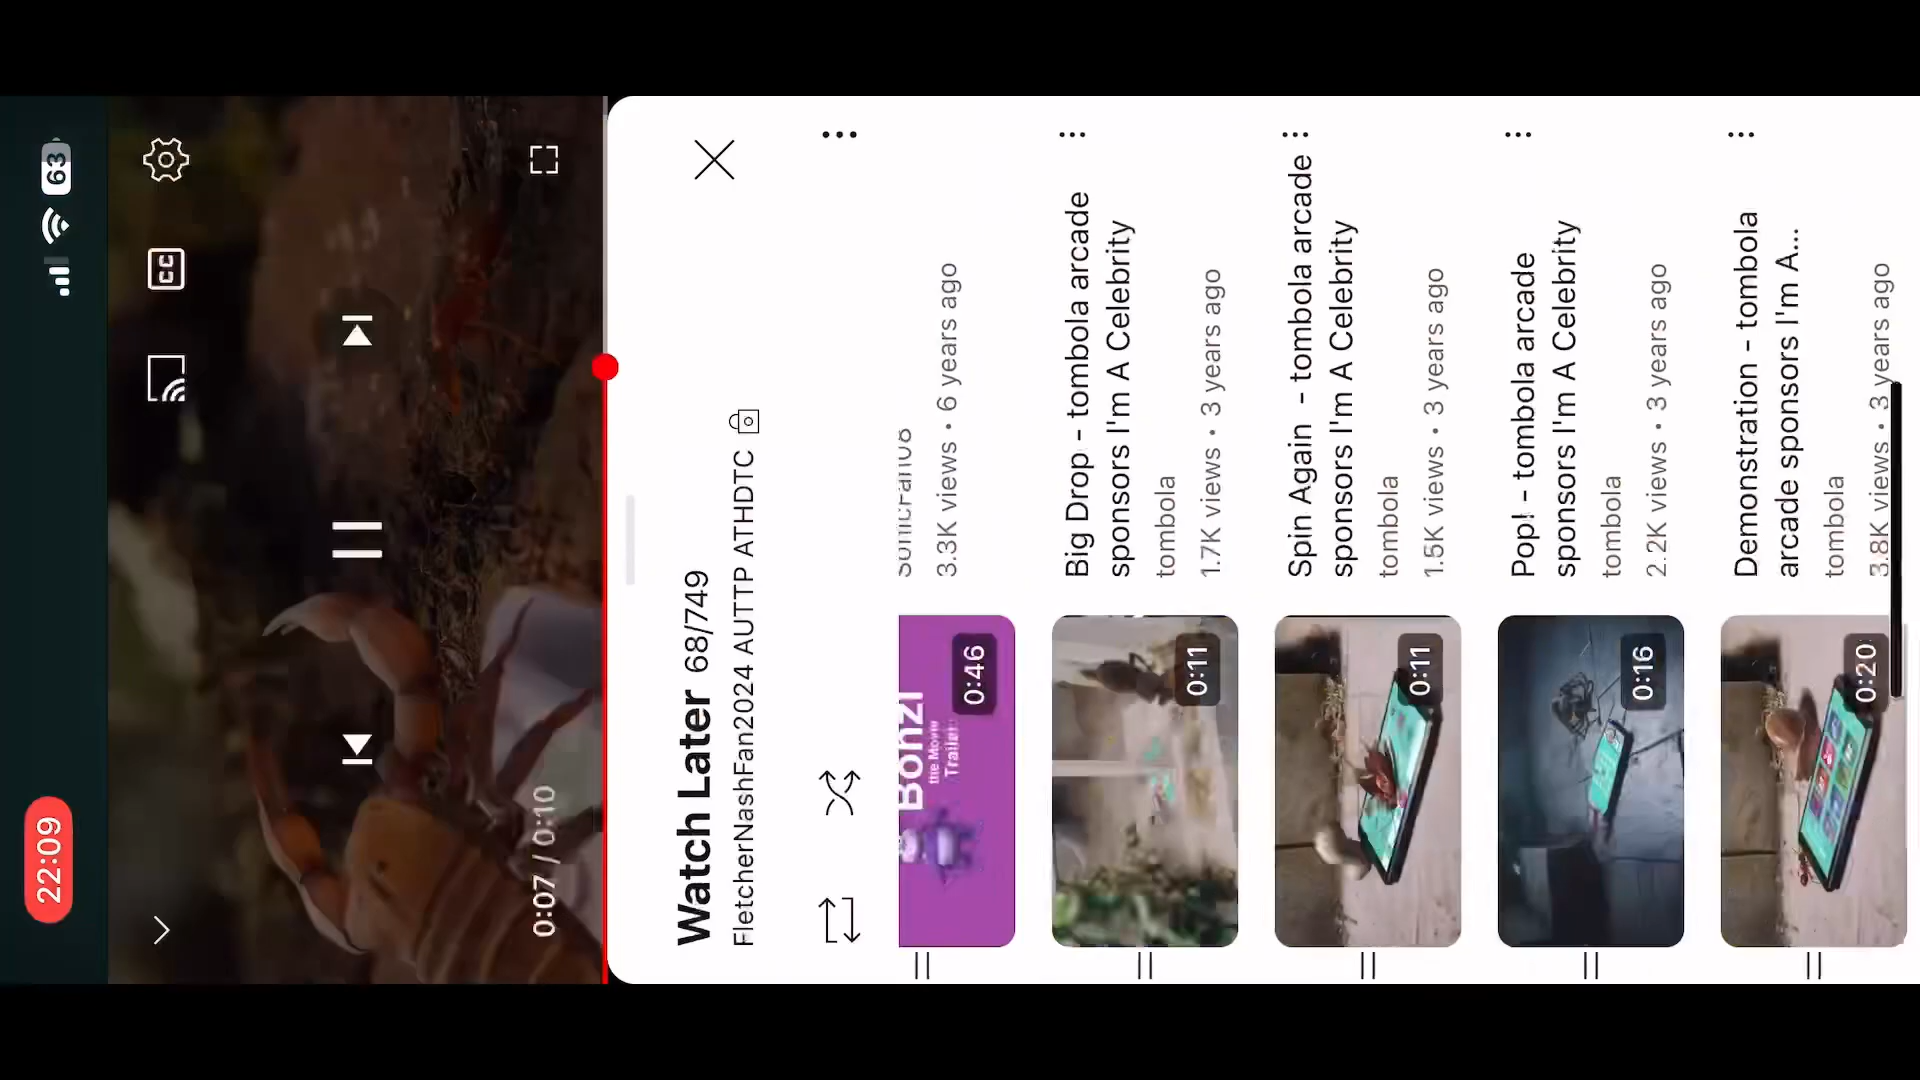 22:09
63
CC
0:07 / 0:10
Watch Later 68/749
FletcherNashFan2024 AUTTP ATHDTC
Bonzi
the Movie
Trailer
0:46
SonicFan08
3.3K views • 6 years ago
0:11
Big Drop - tombola arcade
sponsors I'm A Celebrity
tombola
1.7K views • 3 years ago
0:11
Spin Again - tombola arcade
sponsors I'm A Celebrity
tombola
1.5K views • 3 years ago
0:16
Pop! - tombola arcade
sponsors I'm A Celebrity
tombola
2.2K views • 3 years ago
0:20
Demonstration - tombola
arcade sponsors I'm A...
tombola
3.8K views • 3 years ago